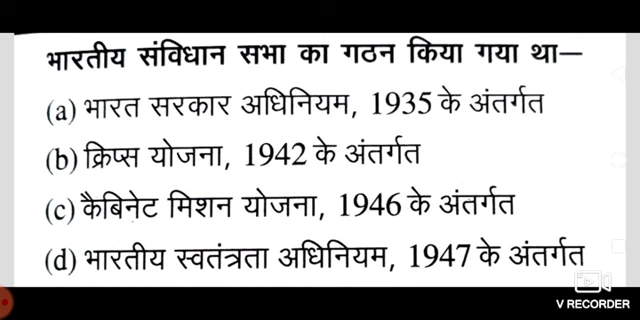 भारतीय संविधान सभा का गठन किया गया था—
(a) भारत सरकार अधिनियम, 1935 के अंतर्गत
(b) क्रिप्स योजना, 1942 के अंतर्गत
(c) कैबिनेट मिशन योजना, 1946 के अंतर्गत
(d) भारतीय स्वतंत्रता अधिनियम, 1947 के अंतर्गत
V RECORDER